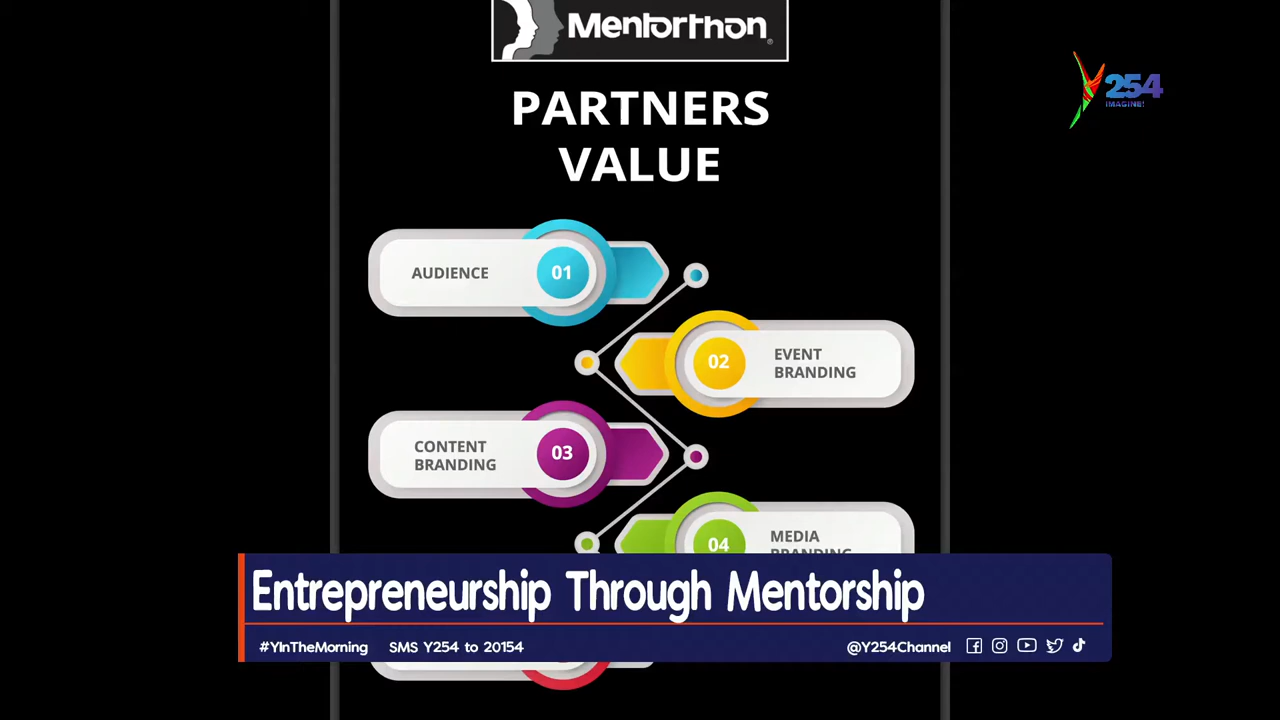 Mentorthon
Y254
IMAGINE!
PARTNERS
VALUE
AUDIENCE
01
02
EVENT
BRANDING
CONTENT
BRANDING
03
04
MEDIA
BRANDING
Entrepreneurship Through Mentorship
#YInTheMorning SMS Y254 to 20154
@Y254Channel